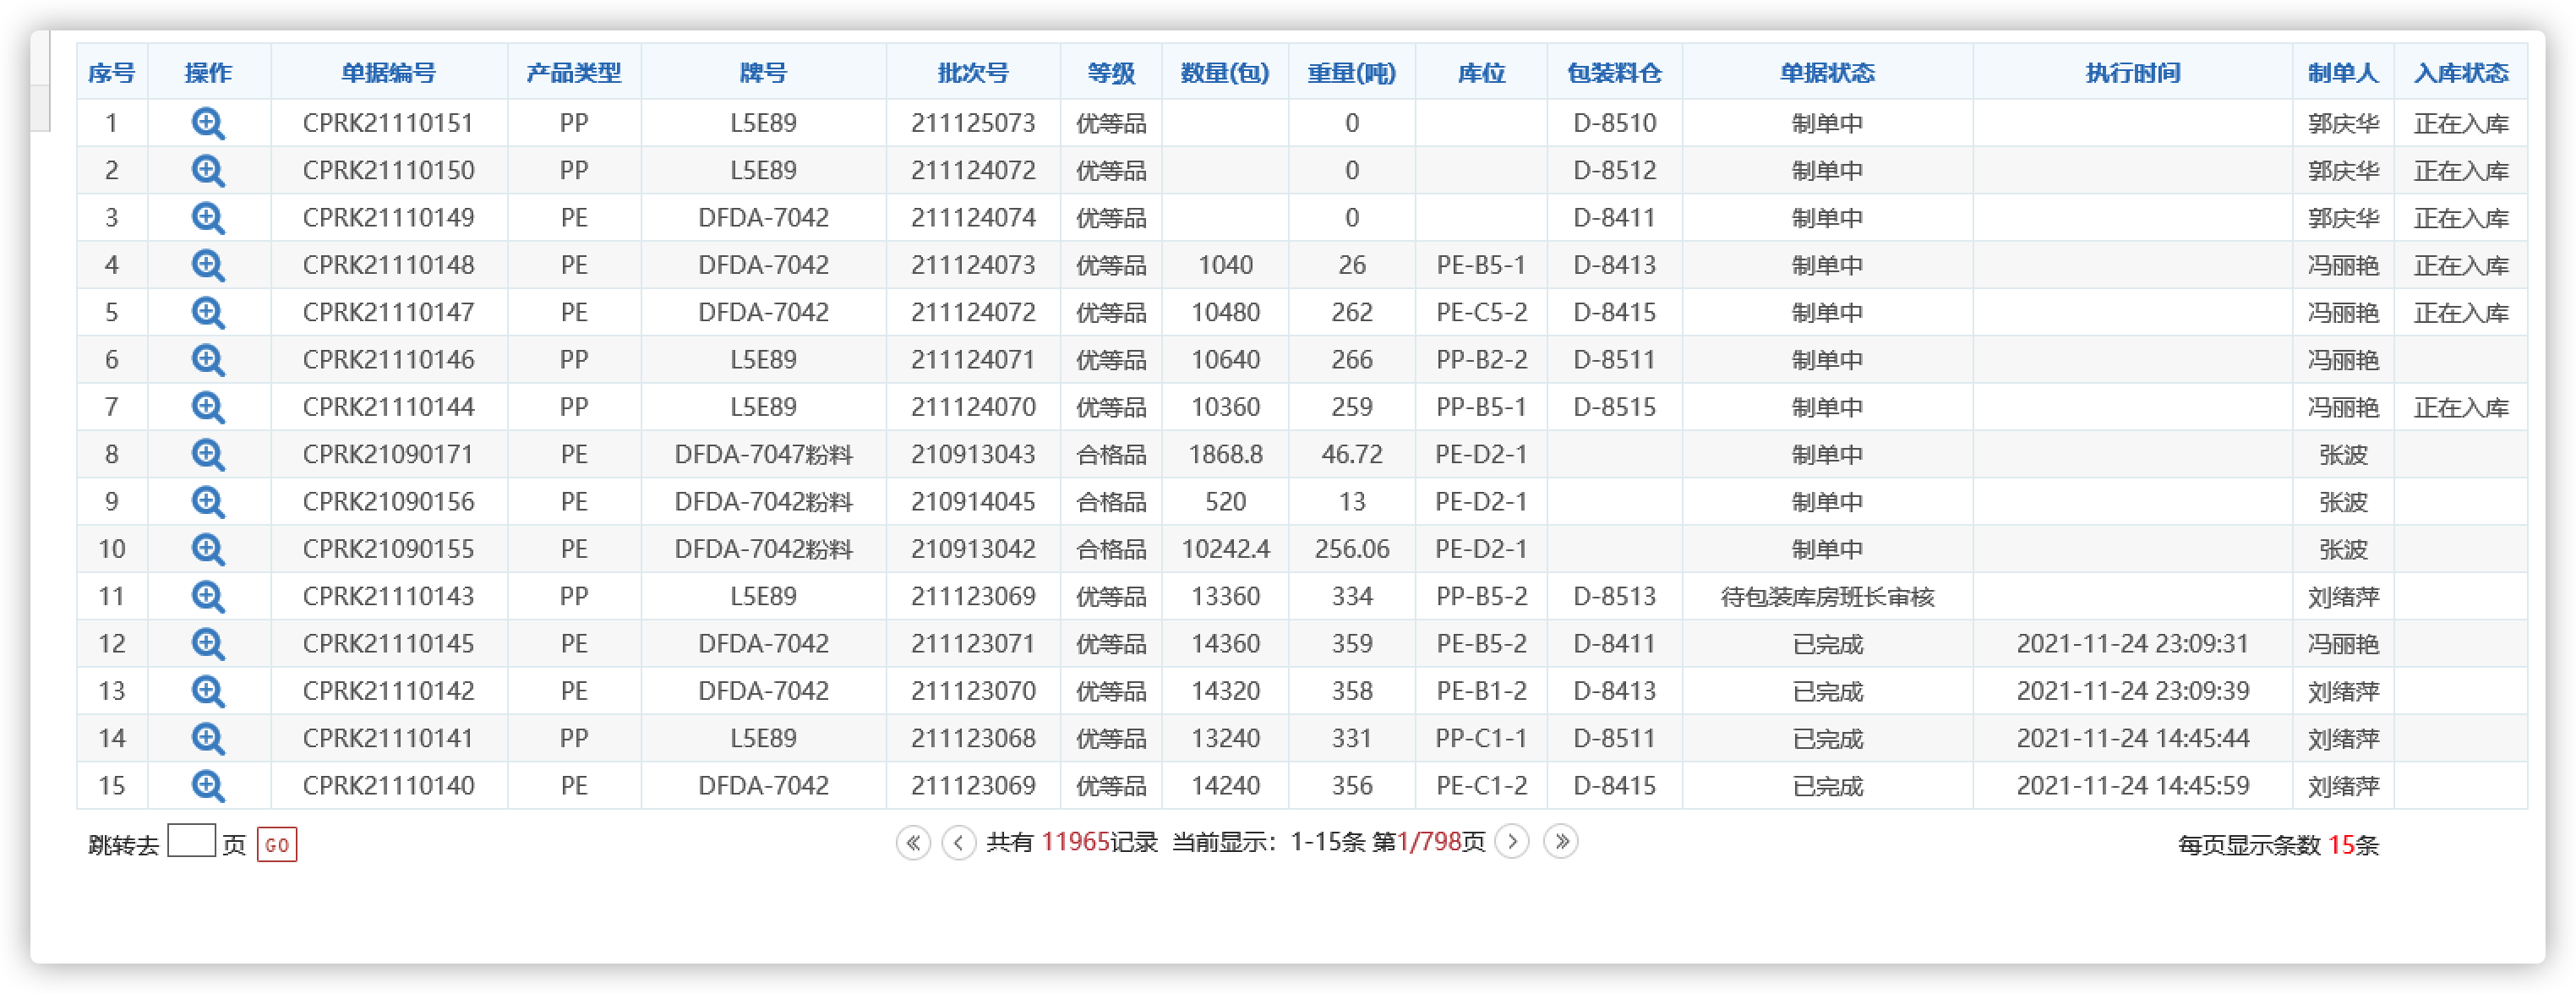 序号 操作 单据编号 产品类型 牌号 批次号 等级 数量(包) 重量(吨) 库位 包装料仓 单据状态 执行时间 制单人 入库状态
1 CPRK21110151 PP L5E89 211125073 优等品 0 D-8510 制单中 郭庆华 正在入库
2 CPRK21110150 PP L5E89 211124072 优等品 0 D-8512 制单中 郭庆华 正在入库
3 CPRK21110149 PE DFDA-7042 211124074 优等品 0 D-8411 制单中 郭庆华 正在入库
4 CPRK21110148 PE DFDA-7042 211124073 优等品 1040 26 PE-B5-1 D-8413 制单中 冯丽艳 正在入库
5 CPRK21110147 PE DFDA-7042 211124072 优等品 10480 262 PE-C5-2 D-8415 制单中 冯丽艳 正在入库
6 CPRK21110146 PP L5E89 211124071 优等品 10640 266 PP-B2-2 D-8511 制单中 冯丽艳
7 CPRK21110144 PP L5E89 211124070 优等品 10360 259 PP-B5-1 D-8515 制单中 冯丽艳 正在入库
8 CPRK21090171 PE DFDA-7047粉料 210913043 合格品 1868.8 46.72 PE-D2-1 制单中 张波
9 CPRK21090156 PE DFDA-7042粉料 210914045 合格品 520 13 PE-D2-1 制单中 张波
10 CPRK21090155 PE DFDA-7042粉料 210913042 合格品 10242.4 256.06 PE-D2-1 制单中 张波
11 CPRK21110143 PP L5E89 211123069 优等品 13360 334 PP-B5-2 D-8513 待包装库房班长审核 刘绪萍
12 CPRK21110145 PE DFDA-7042 211123071 优等品 14360 359 PE-B5-2 D-8411 已完成 2021-11-24 23:09:31 冯丽艳
13 CPRK21110142 PE DFDA-7042 211123070 优等品 14320 358 PE-B1-2 D-8413 已完成 2021-11-24 23:09:39 刘绪萍
14 CPRK21110141 PP L5E89 211123068 优等品 13240 331 PP-C1-1 D-8511 已完成 2021-11-24 14:45:44 刘绪萍
15 CPRK21110140 PE DFDA-7042 211123069 优等品 14240 356 PE-C1-2 D-8415 已完成 2021-11-24 14:45:59 刘绪萍
跳转去 页 GO 共有 11965记录 当前显示：1-15条 第1/798页 每页显示条数 15条